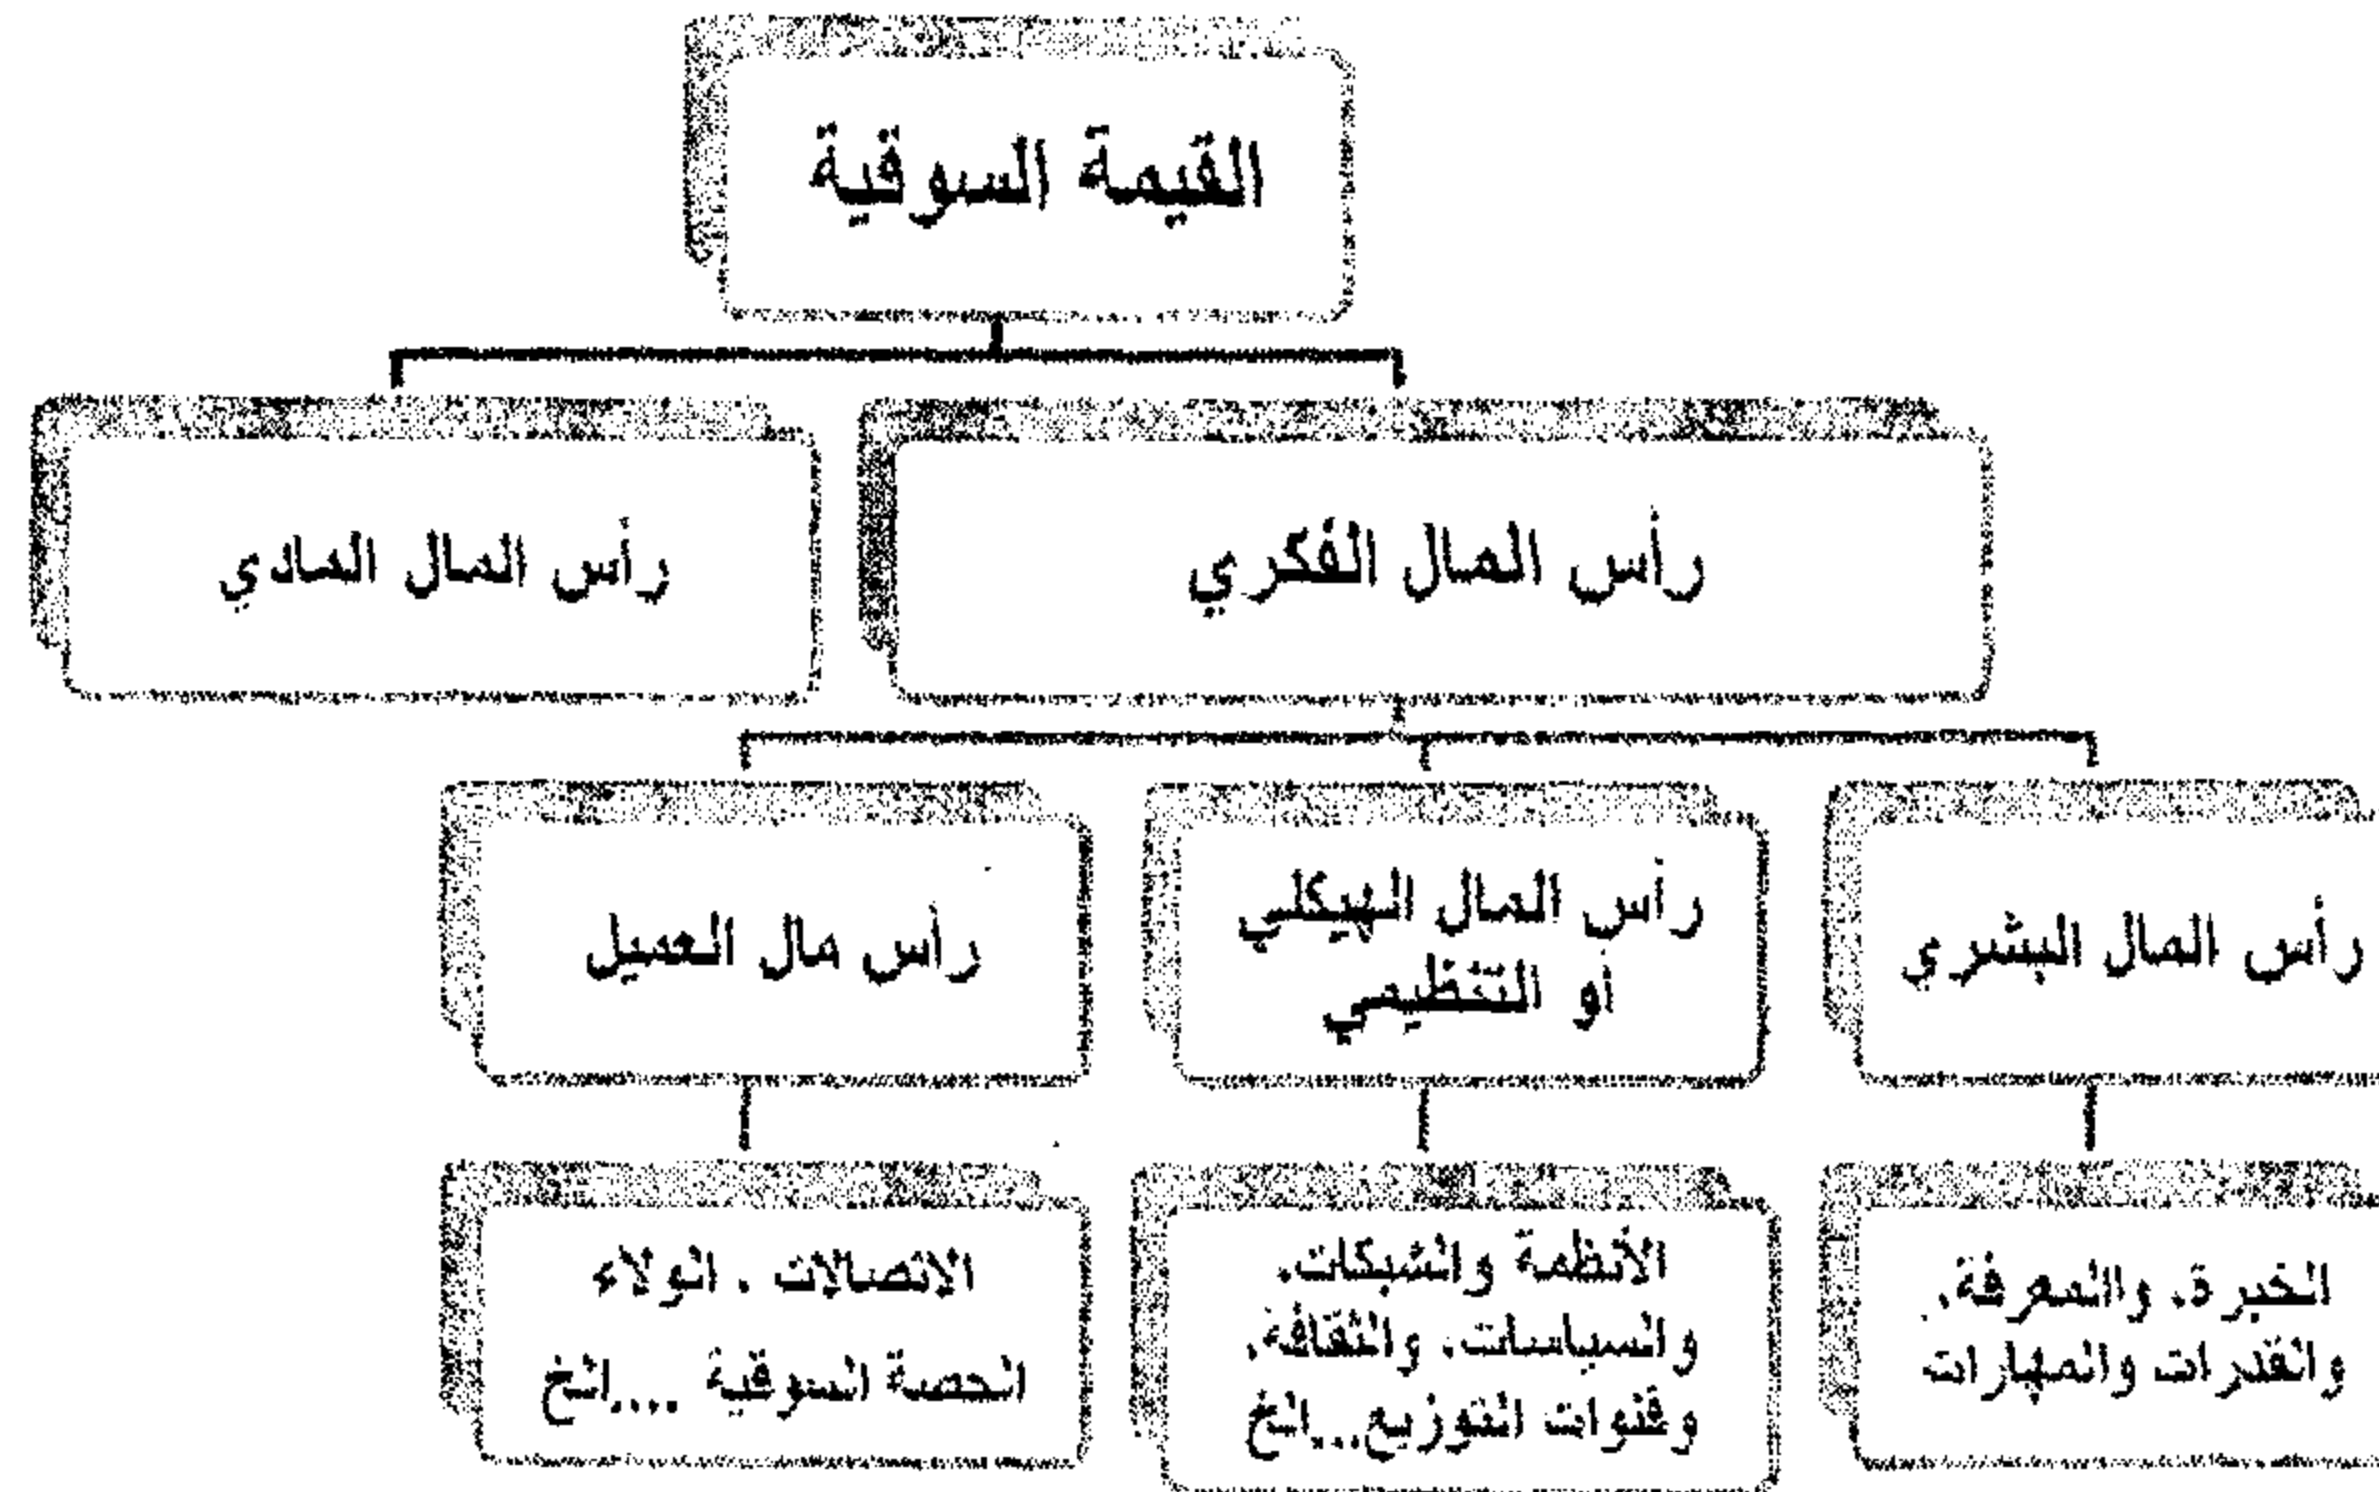 القيمة السوقية
رأس المال الفكري
رأس المال المادي
رأس المال البشري
رأس المال الهيكلي
أو التنظيمي
رأس مال العميل
الخبرة، والمعرفة،
والقدرات والمهارات
الأنظمة والشبكات،
والسياسات، والثقافة،
وقنوات التوزيع...الخ
الاتصالات ، الولاء
الحصة السوقية ....الخ